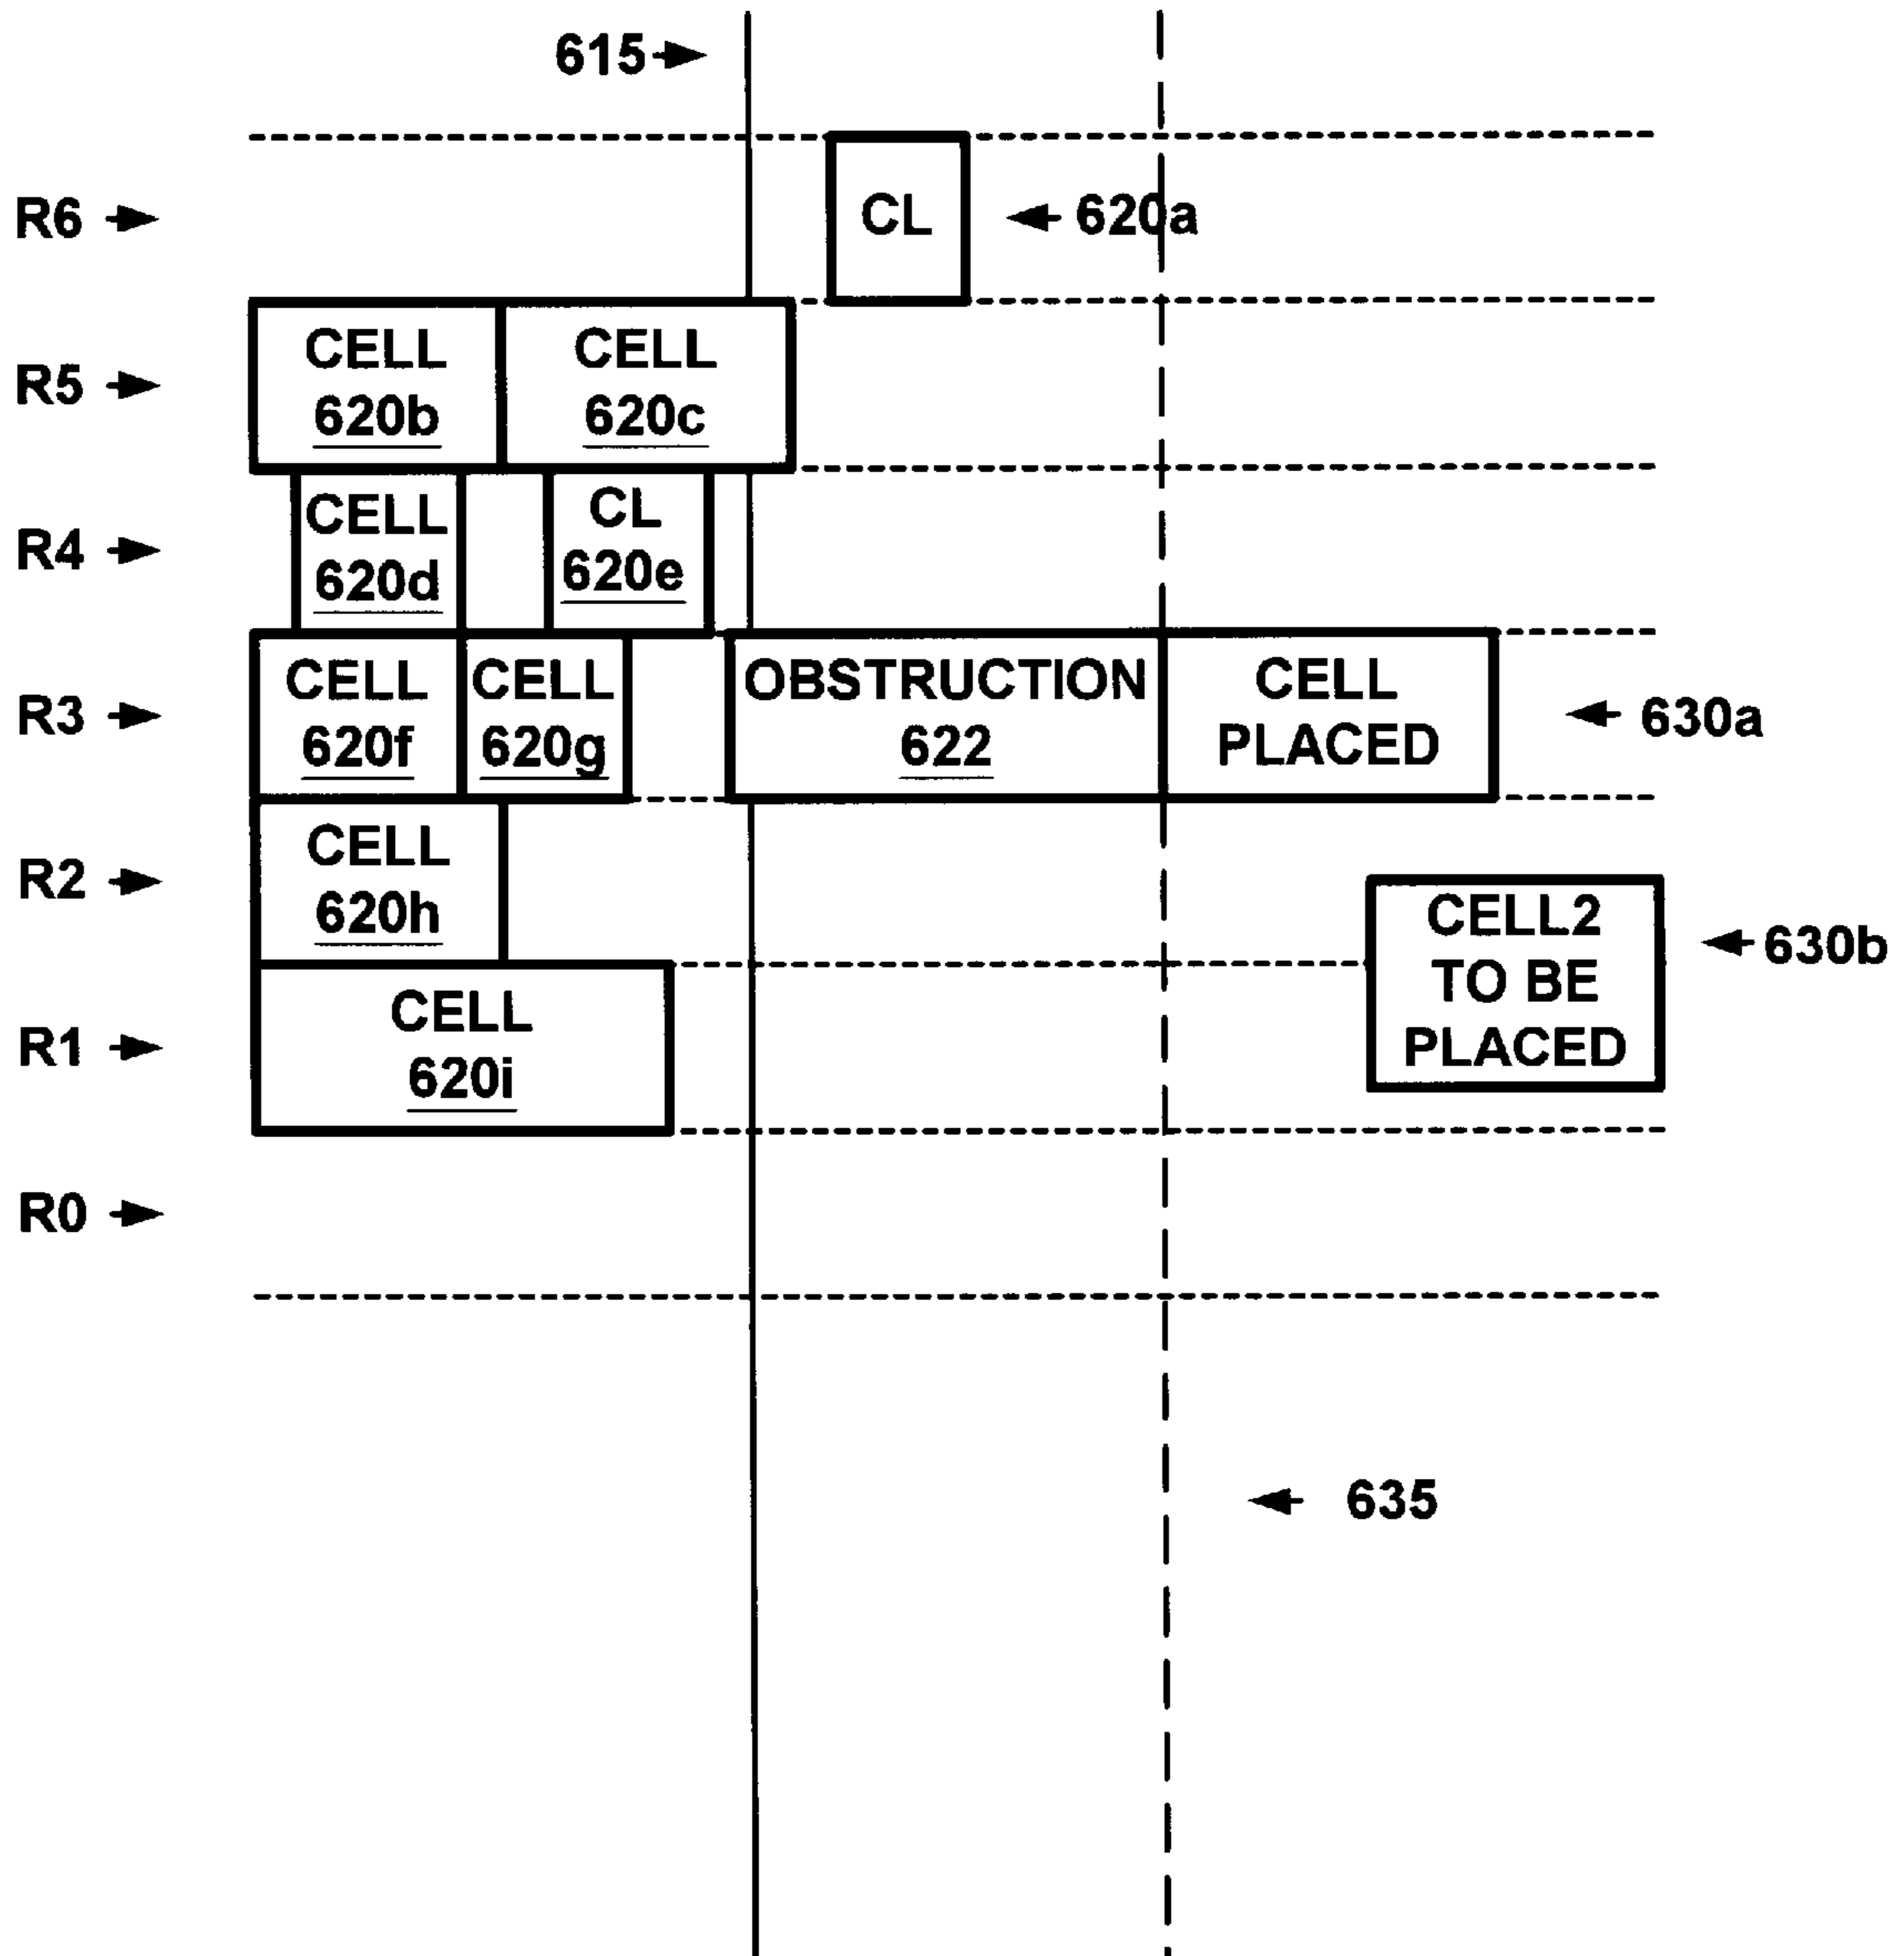 615
R6
CL
620a
R5
CELL
620b
CELL
620c
R4
CELL
620d
CL
620e
R3
CELL
620f
CELL
620g
OBSTRUCTION
622
CELL
PLACED
630a
R2
CELL
620h
CELL2
TO BE
PLACED
630b
R1
CELL
620i
R0
635